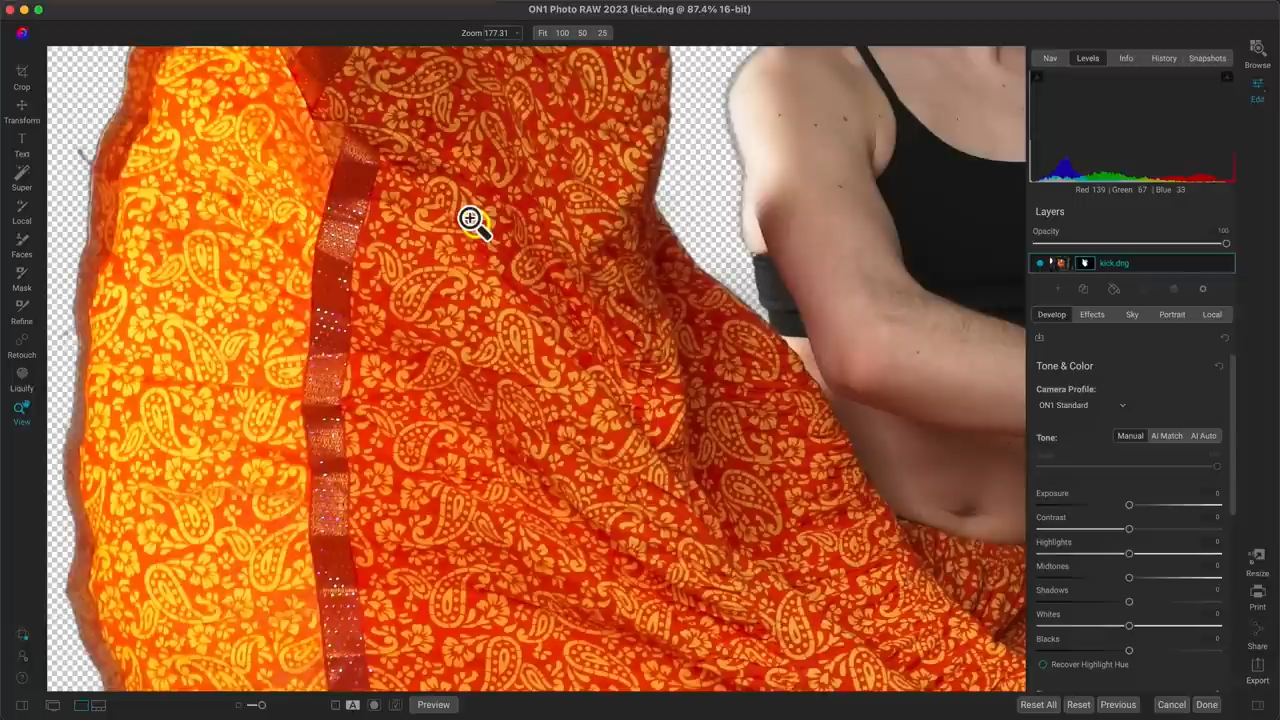 ON1 Photo RAW 2023 (kick.dng @ 87.4% 16-bit)
Zoom 177.31 Fit 100 50 25
Crop
Transform
Text
Super
Local
Faces
Mask
Refine
Retouch
Liquify
View
Nav Levels Info History Snapshots
Red 139 | Green 67 | Blue 33
Layers
Opacity 100
kick.dng
Develop Effects Sky Portrait Local
Tone & Color
Camera Profile:
ON1 Standard
Tone: Manual AI Match AI Auto
Exposure 0
Contrast 0
Highlights 0
Midtones 0
Shadows 0
Whites 0
Blacks 0
Recover Highlight Hue
Browse
Edit
Resize
Print
Share
Export
A Preview
Reset All Reset Previous Cancel Done